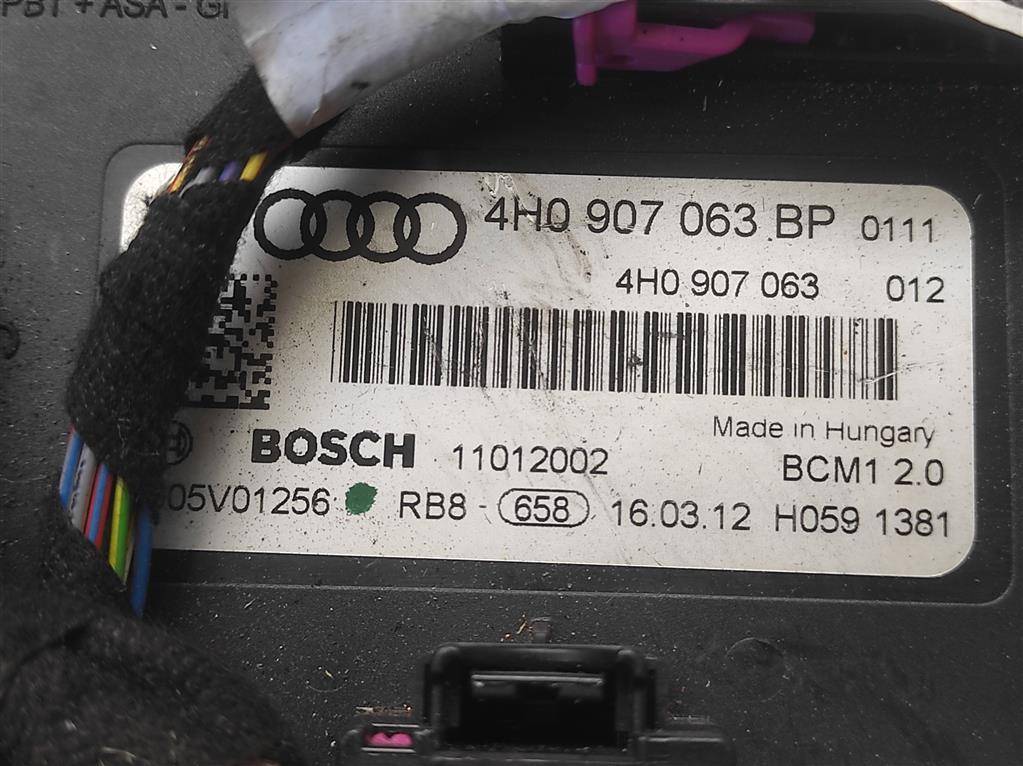 PBT + ASA - GF
4H0 907 063 BP 0111
4H0 907 063 012
Made in Hungary
BOSCH 11012002 BCM1 2.0
05V01256 RB8 - 658 16.03.12 H059 1381